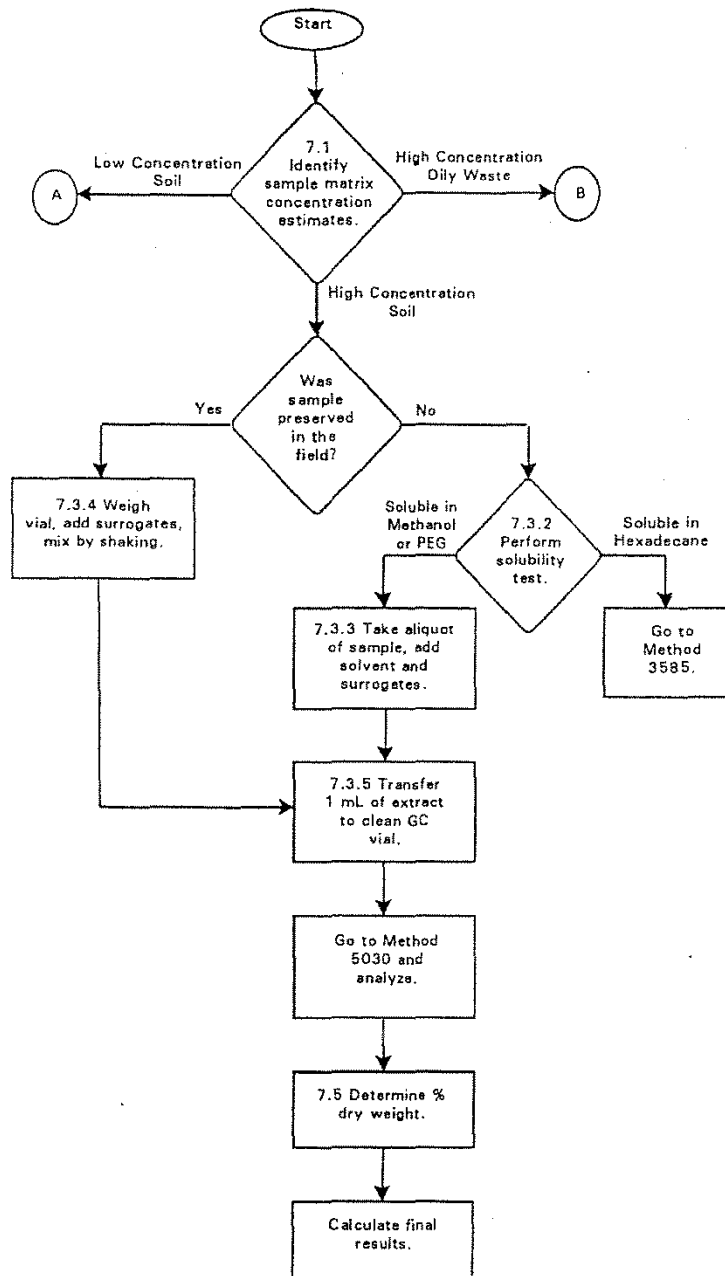 Start
7.1
Identify
sample matrix
concentration
estimates.
Low Concentration
Soil
A
High Concentration
Oily Waste
B
High Concentration
Soil
Was
sample
preserved
in the
field?
Yes
No
7.3.4 Weigh
vial, add surrogates,
mix by shaking.
Soluble in
Methanol
or PEG
7.3.2
Perform
solubility
test.
Soluble in
Hexadecane
7.3.3 Take aliquot
of sample, add
solvent and
surrogates.
Go to
Method
3585.
7.3.5 Transfer
1 mL of extract
to clean GC
vial.
Go to Method
5030 and
analyze.
7.5 Determine %
dry weight.
Calculate final
results.